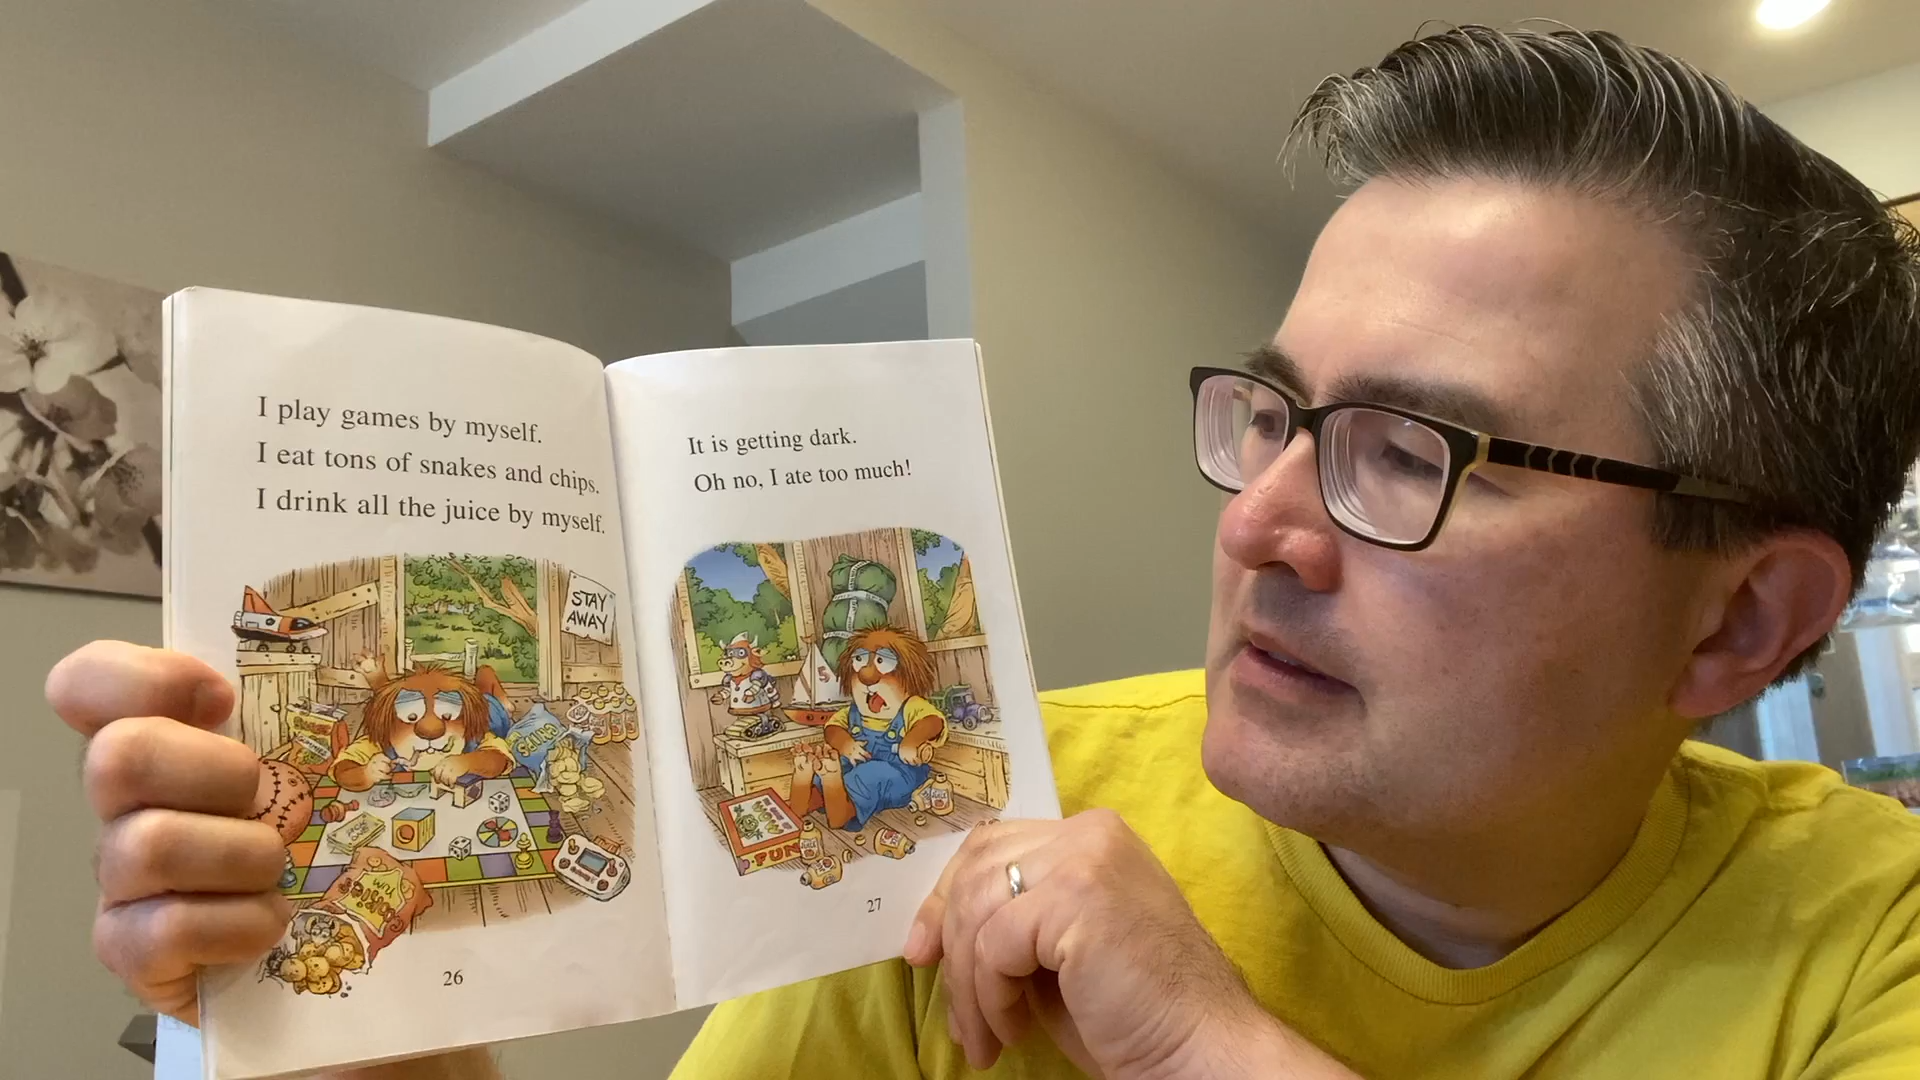 I play games by myself.
I eat tons of snakes and chips.
I drink all the juice by myself.
STAY
AWAY
26
It is getting dark.
Oh no, I ate too much!
5
FUN
27